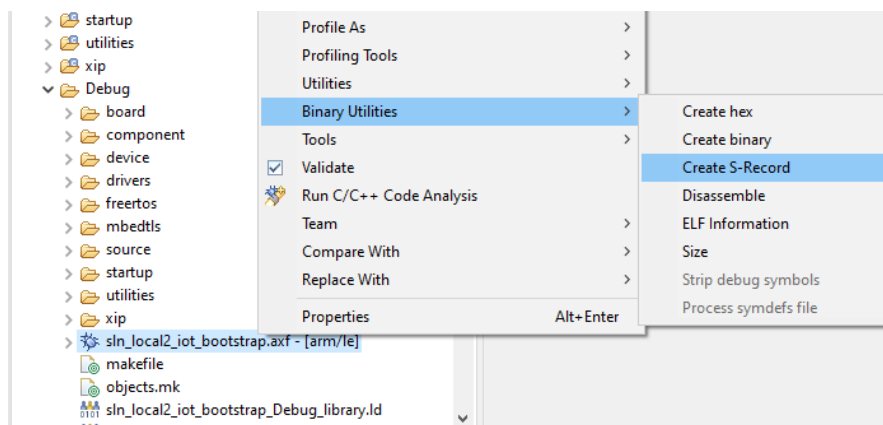 startup
utilities
xip
Debug
board
component
device
drivers
freertos
mbedtls
source
startup
utilities
xip
sln_local2_iot_bootstrap.axf - [arm/le]
makefile
objects.mk
sln_local2_iot_bootstrap_Debug_library.ld
Profile As
Profiling Tools
Utilities
Binary Utilities
Tools
Validate
Run C/C++ Code Analysis
Team
Compare With
Replace With
Properties Alt+Enter
Create hex
Create binary
Create S-Record
Disassemble
ELF Information
Size
Strip debug symbols
Process symdefs file